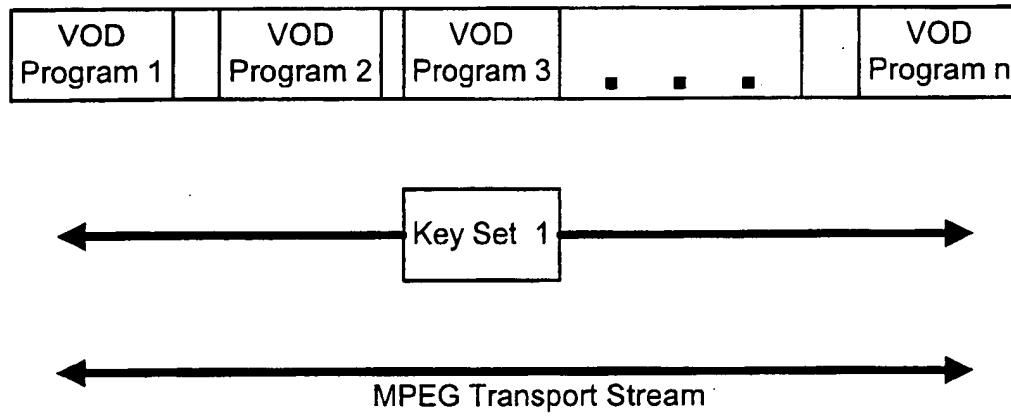 VOD
Program 1
VOD
Program 2
VOD
Program 3
VOD
Program n
Key Set 1
MPEG Transport Stream